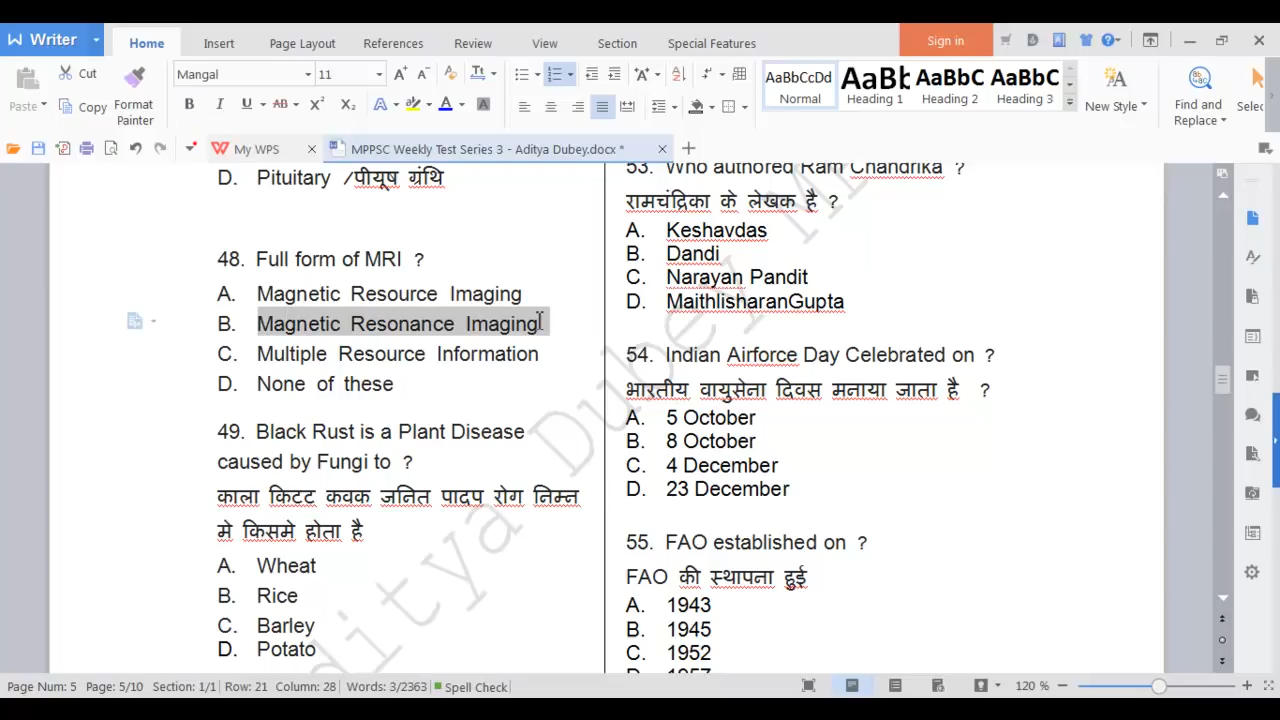 Writer
Home
Insert
Page Layout
References
Review
View
Section
Special Features
Sign in
Paste
Cut
Copy
Format Painter
Mangal
11
AaBbCcDd
Normal
AaBb
Heading 1
AaBbC
Heading 2
AaBbC
Heading 3
New Style
Find and Replace
Selec
My WPS
MPPSC Weekly Test Series 3 - Aditya Dubey.docx *
D. Pituitary /पीयूष ग्रंथि
48. Full form of MRI ?
A. Magnetic Resource Imaging
B. Magnetic Resonance Imaging
C. Multiple Resource Information
D. None of these
49. Black Rust is a Plant Disease
caused by Fungi to ?
काला किटट कवक जनित पादप रोग निम्न
मे किसमे होता है
A. Wheat
B. Rice
C. Barley
D. Potato
53. Who authored Ram Chandrika ?
रामचंद्रिका के लेखक है ?
A. Keshavdas
B. Dandi
C. Narayan Pandit
D. MaithlisharanGupta
54. Indian Airforce Day Celebrated on ?
भारतीय वायुसेना दिवस मनाया जाता है ?
A. 5 October
B. 8 October
C. 4 December
D. 23 December
55. FAO established on ?
FAO की स्थापना हुई
A. 1943
B. 1945
C. 1952
D. 1957
Aditya Dubey
Page Num: 5 Page: 5/10 Section: 1/1 Row: 21 Column: 28 Words: 3/2363 Spell Check 120 %